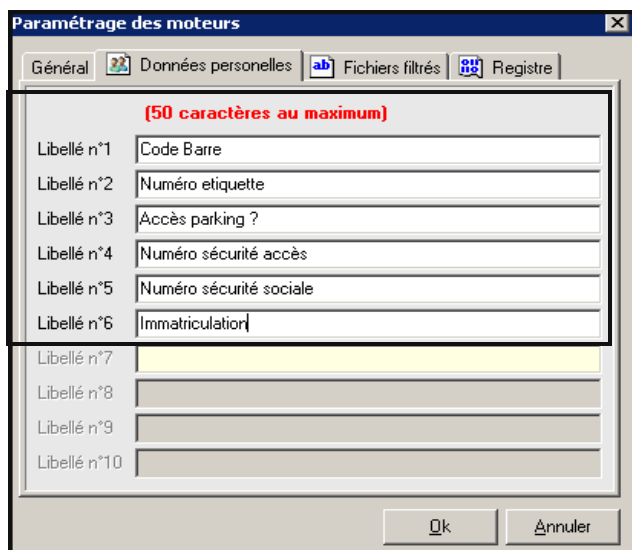 Paramétrage des moteurs
Général Données personelles Fichiers filtrés Registre
(50 caractères au maximum)
Libellé n°1 Code Barre
Libellé n°2 Numéro etiquette
Libellé n°3 Accès parking ?
Libellé n°4 Numéro sécurité accès
Libellé n°5 Numéro sécurité sociale
Libellé n°6 Immatriculation
Libellé n°7
Libellé n°8
Libellé n°9
Libellé n°10
Ok Annuler